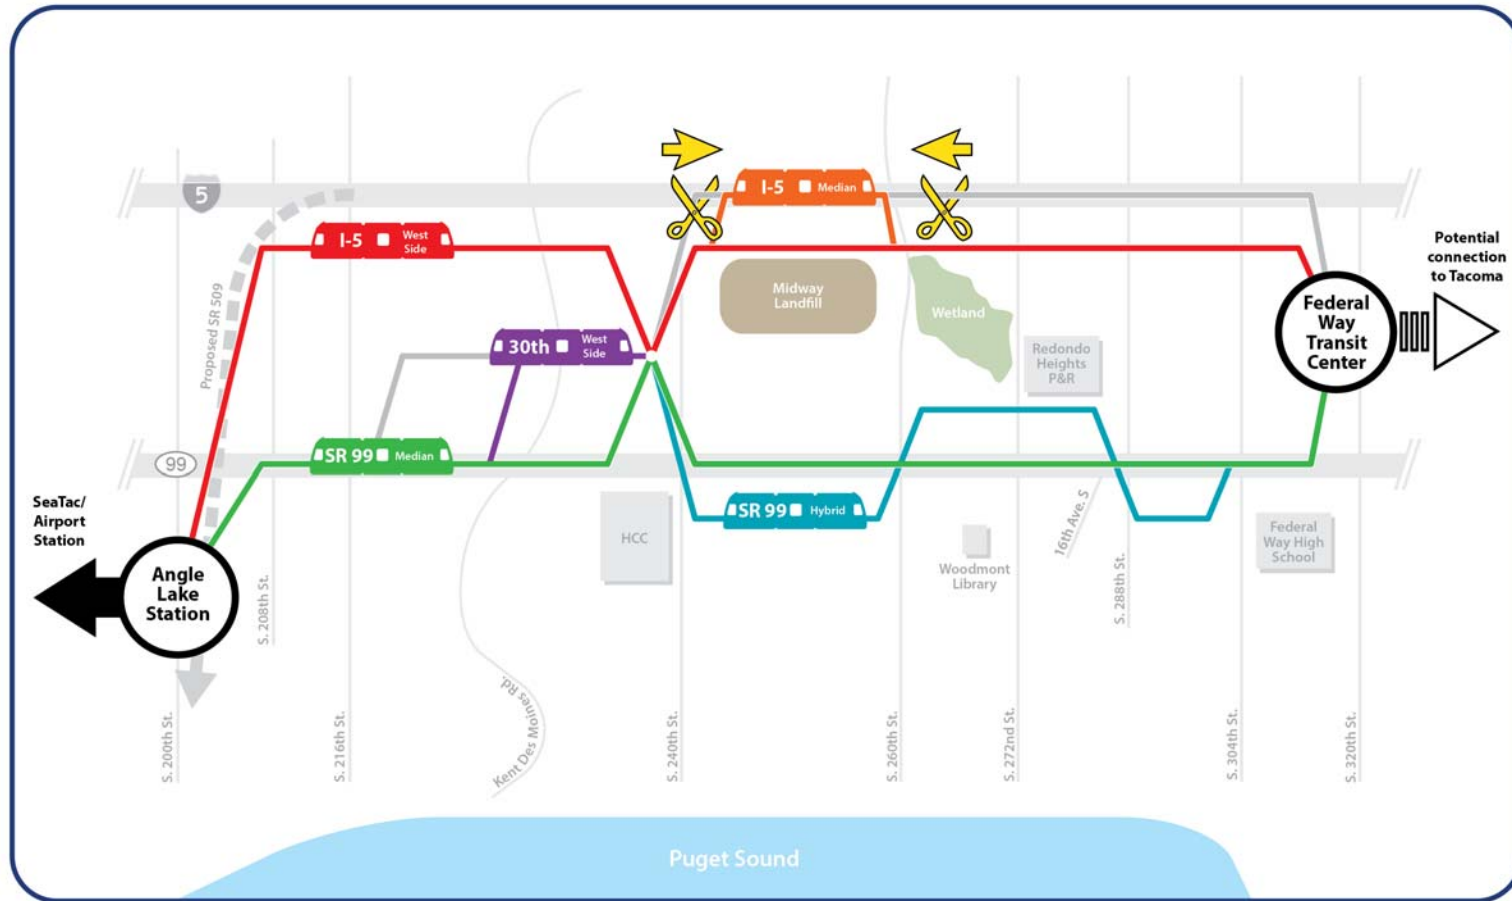 5
I-5 Median
I-5 West
Side
Potential
connection
to Tacoma
Proposed SR 509
Midway
Landfill
Wetland
Federal
Way
Transit
Center
30th West
Side
Redondo
Heights
P&R
99
SR 99 Median
SeaTac/
Airport
Station
SR 99 Hybrid
16th Ave. S
HCC
Federal
Way High
School
Woodmont
Library
Angle
Lake
Station
S. 208th St.
S. 288th St.
Kent Des Moines Rd.
S. 200th St.
S. 216th St.
S. 240th St.
S. 260th St.
S. 272nd St.
S. 304th St.
S. 320th St.
Puget Sound